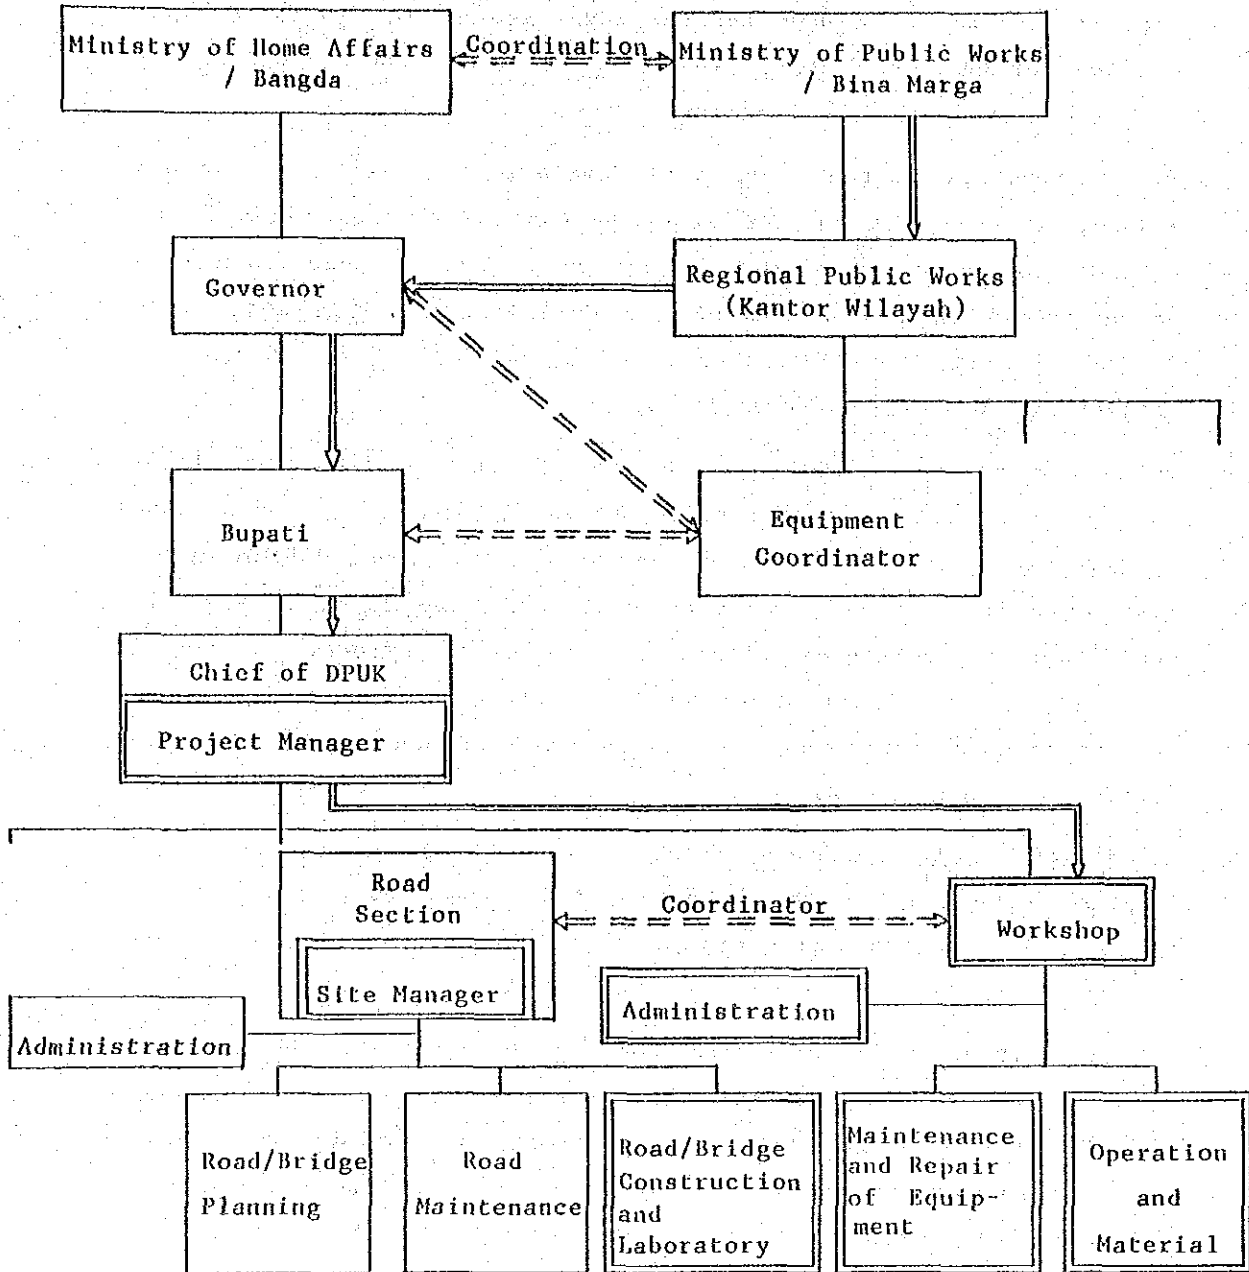 Ministry of Home Affairs
/ Bangda
Coordination
Ministry of Public Works
/ Bina Marga
Governor
Regional Public Works
(Kantor Wilayah)
Bupati
Equipment
Coordinator
Chief of DPUK
Project Manager
Road
Section
Site Manager
Coordinator
Workshop
Administration
Administration
Road/Bridge
Planning
Road
Maintenance
Road/Bridge
Construction
and
Laboratory
Maintenance
and Repair
of Equip-
ment
Operation
and
Material